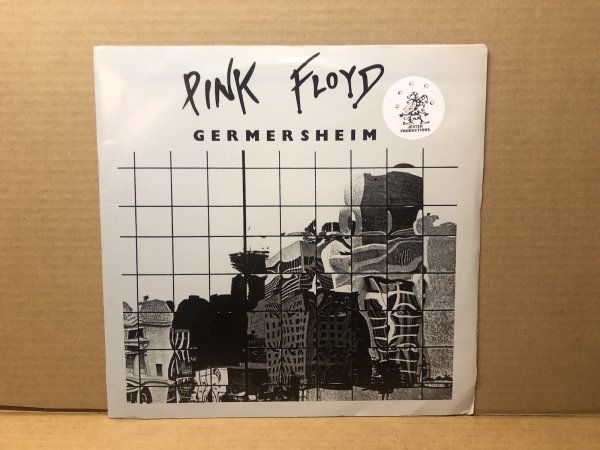 PINK FLOYD
GERMERSHEIM
JESTER
PRODUCTIONS